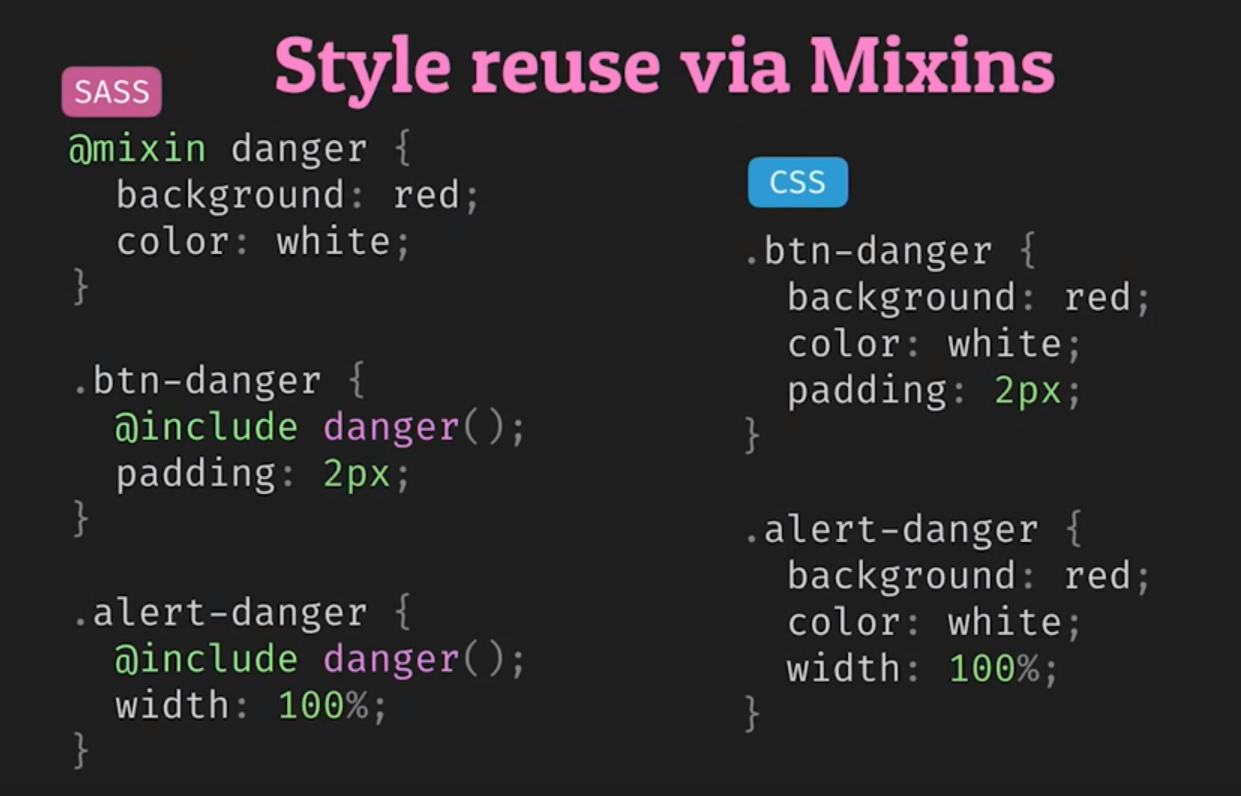 Style reuse via Mixins
SASS
@mixin danger {
  background: red;
  color: white;
}
.btn-danger {
  @include danger();
  padding: 2px;
}
.alert-danger {
  @include danger();
  width: 100%;
}
CSS
.btn-danger {
  background: red;
  color: white;
  padding: 2px;
}
.alert-danger {
  background: red;
  color: white;
  width: 100%;
}